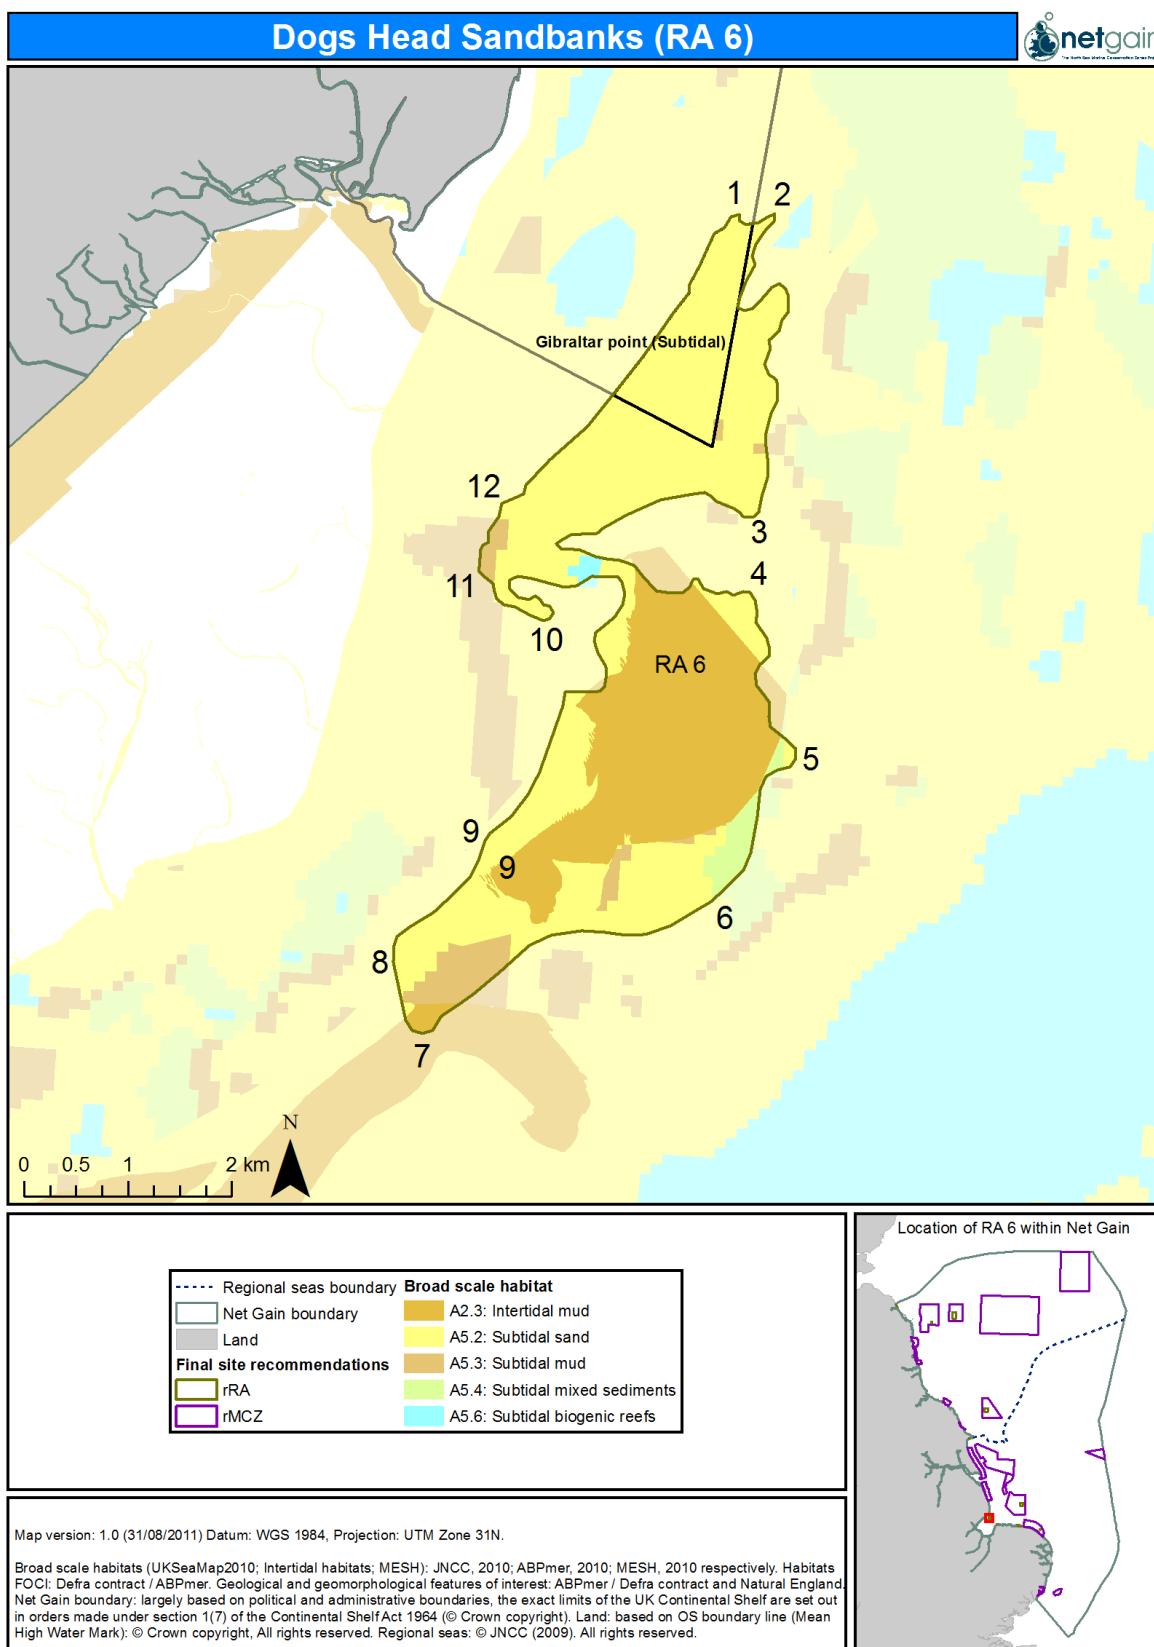 Dogs Head Sandbanks (RA 6)
netgain
1
2
Gibraltar point (Subtidal)
12
3
11
4
10
RA 6
5
9
9
6
8
7
N
0 0.5 1 2 km
Location of RA 6 within Net Gain
Regional seas boundary
Net Gain boundary
Land
Final site recommendations
rRA
rMCZ
Broad scale habitat
A2.3: Intertidal mud
A5.2: Subtidal sand
A5.3: Subtidal mud
A5.4: Subtidal mixed sediments
A5.6: Subtidal biogenic reefs
Map version: 1.0 (31/08/2011) Datum: WGS 1984, Projection: UTM Zone 31N.
Broad scale habitats (UKSeaMap2010; Intertidal habitats; MESH): JNCC, 2010; ABPmer, 2010; MESH, 2010 respectively. Habitats
FOCI: Defra contract / ABPmer. Geological and geomorphological features of interest: ABPmer / Defra contract and Natural England.
Net Gain boundary: largely based on political and administrative boundaries, the exact limits of the UK Continental Shelf are set out
in orders made under section 1(7) of the Continental Shelf Act 1964 (© Crown copyright). Land: based on OS boundary line (Mean
High Water Mark): © Crown copyright, All rights reserved. Regional seas: © JNCC (2009). All rights reserved.